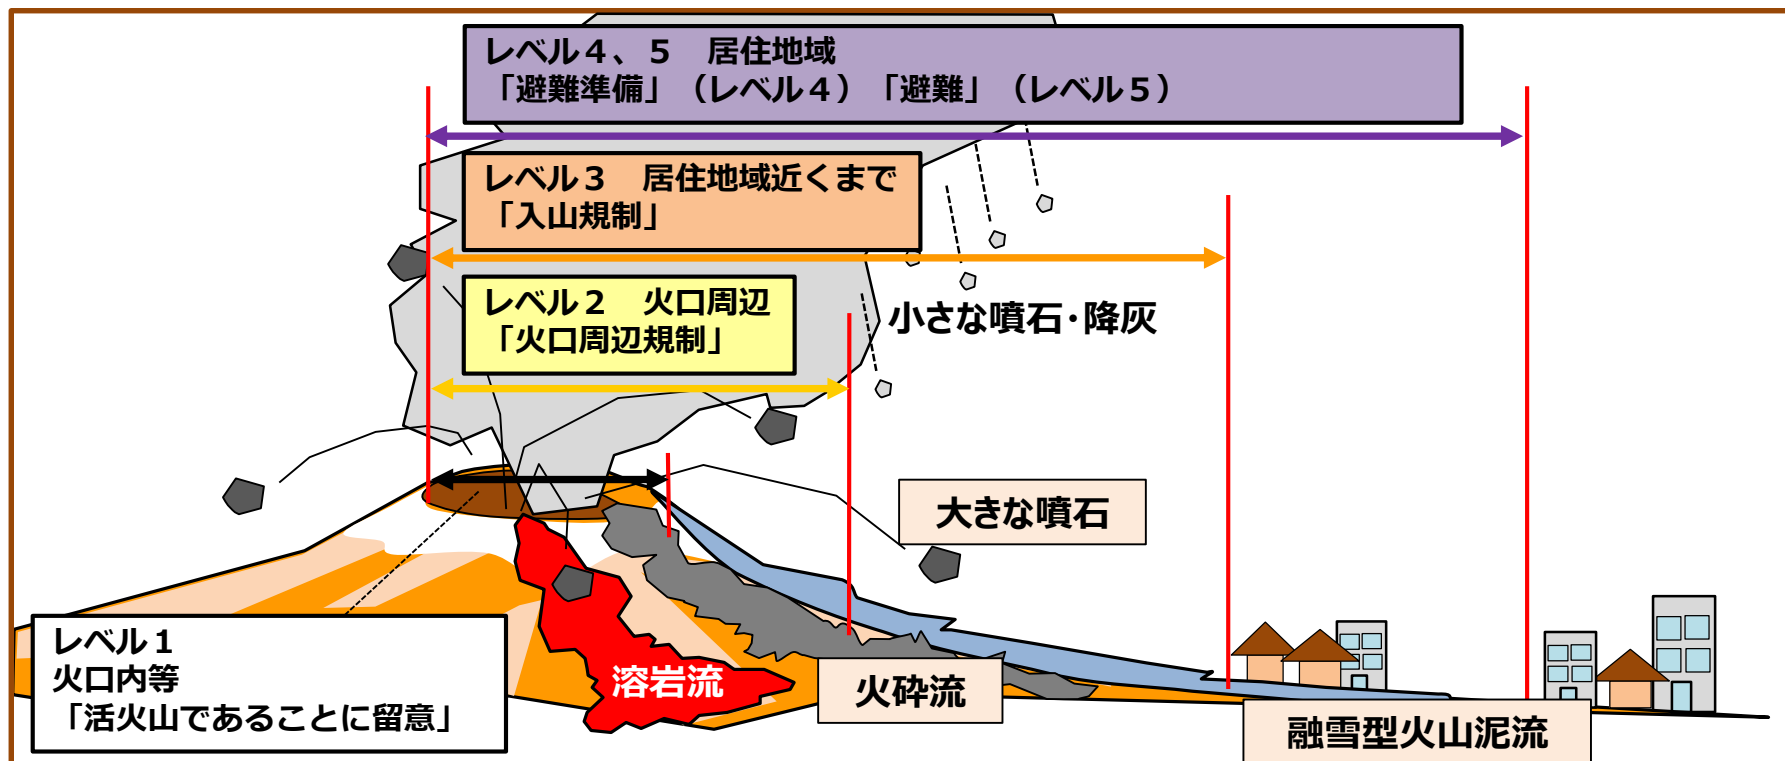 レベル４、５　居住地域
「避難準備」（レベル４）「避難」（レベル５）
レベル３　居住地域近くまで
「入山規制」
レベル２　火口周辺
「火口周辺規制」
小さな噴石・降灰
大きな噴石
レベル１
火口内等
「活火山であることに留意」
溶岩流
火砕流
融雪型火山泥流